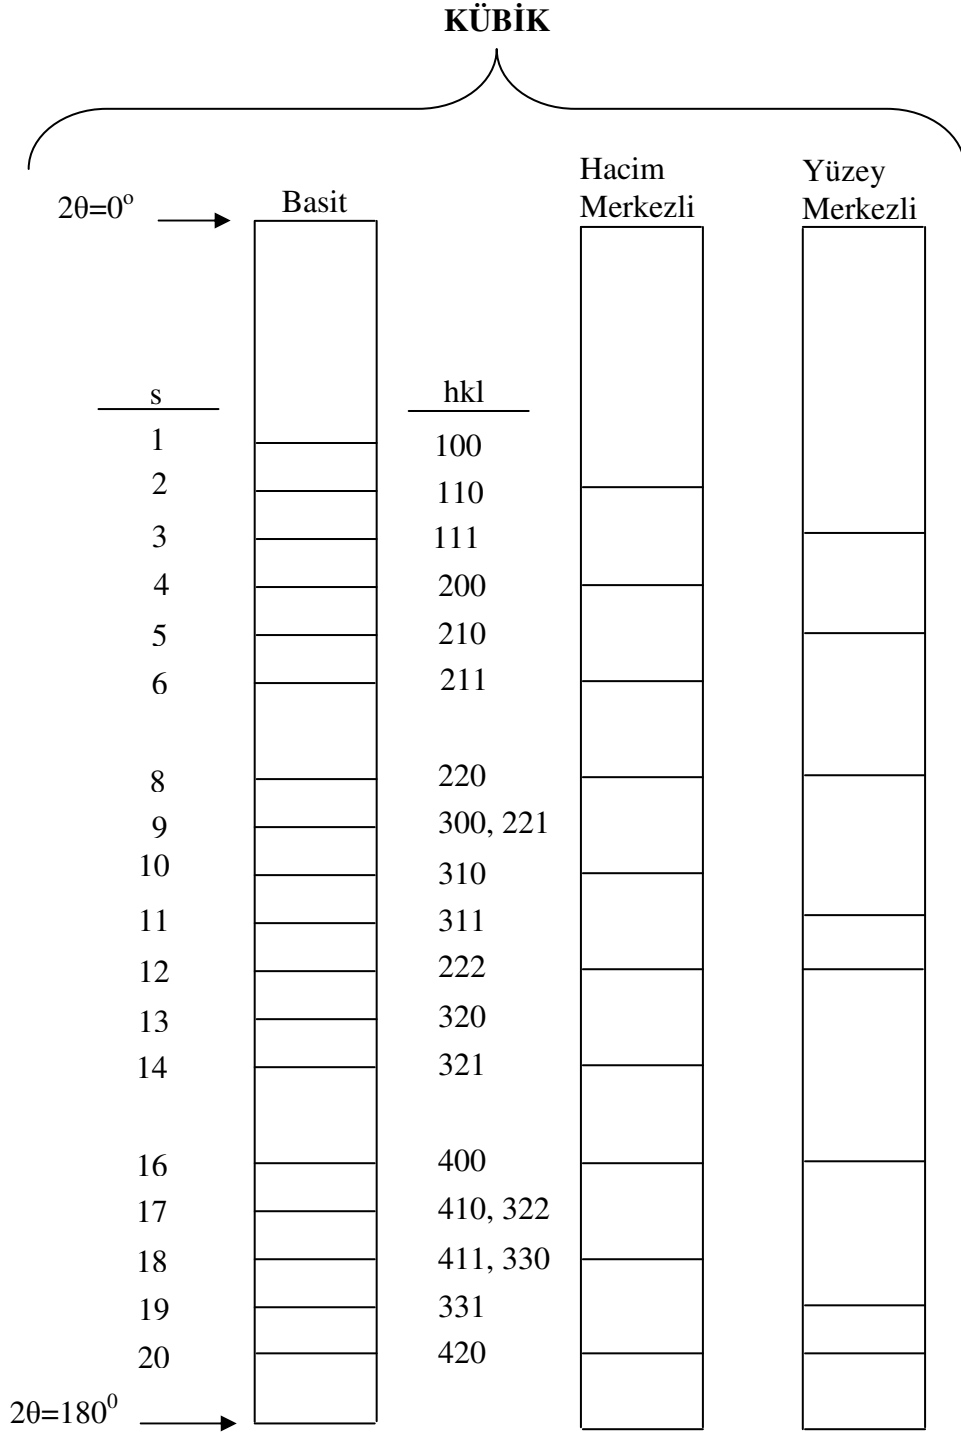 KÜBİK
Hacim
Merkezli
Yüzey
Merkezli
2θ=0°
Basit
s
hkl
1 100
2 110
3 111
4 200
5 210
6 211
8 220
9 300, 221
10 310
11 311
12 222
13 320
14 321
16 400
17 410, 322
18 411, 330
19 331
20 420
2θ=180⁰